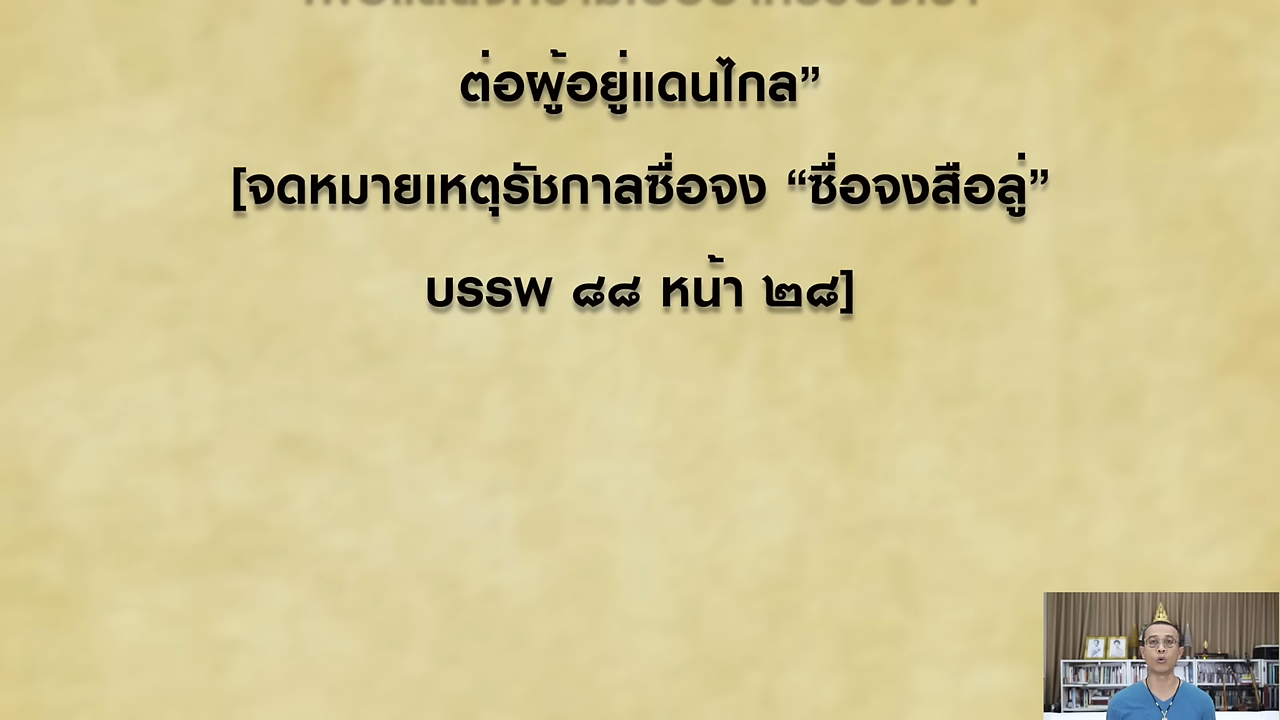 ต่อผู้อยู่แดนไกล”
[จดหมายเหตุรัชกาลซื่อจง “ซื่อจงสือลู่”
บรรพ ๘๘ หน้า ๒๘]